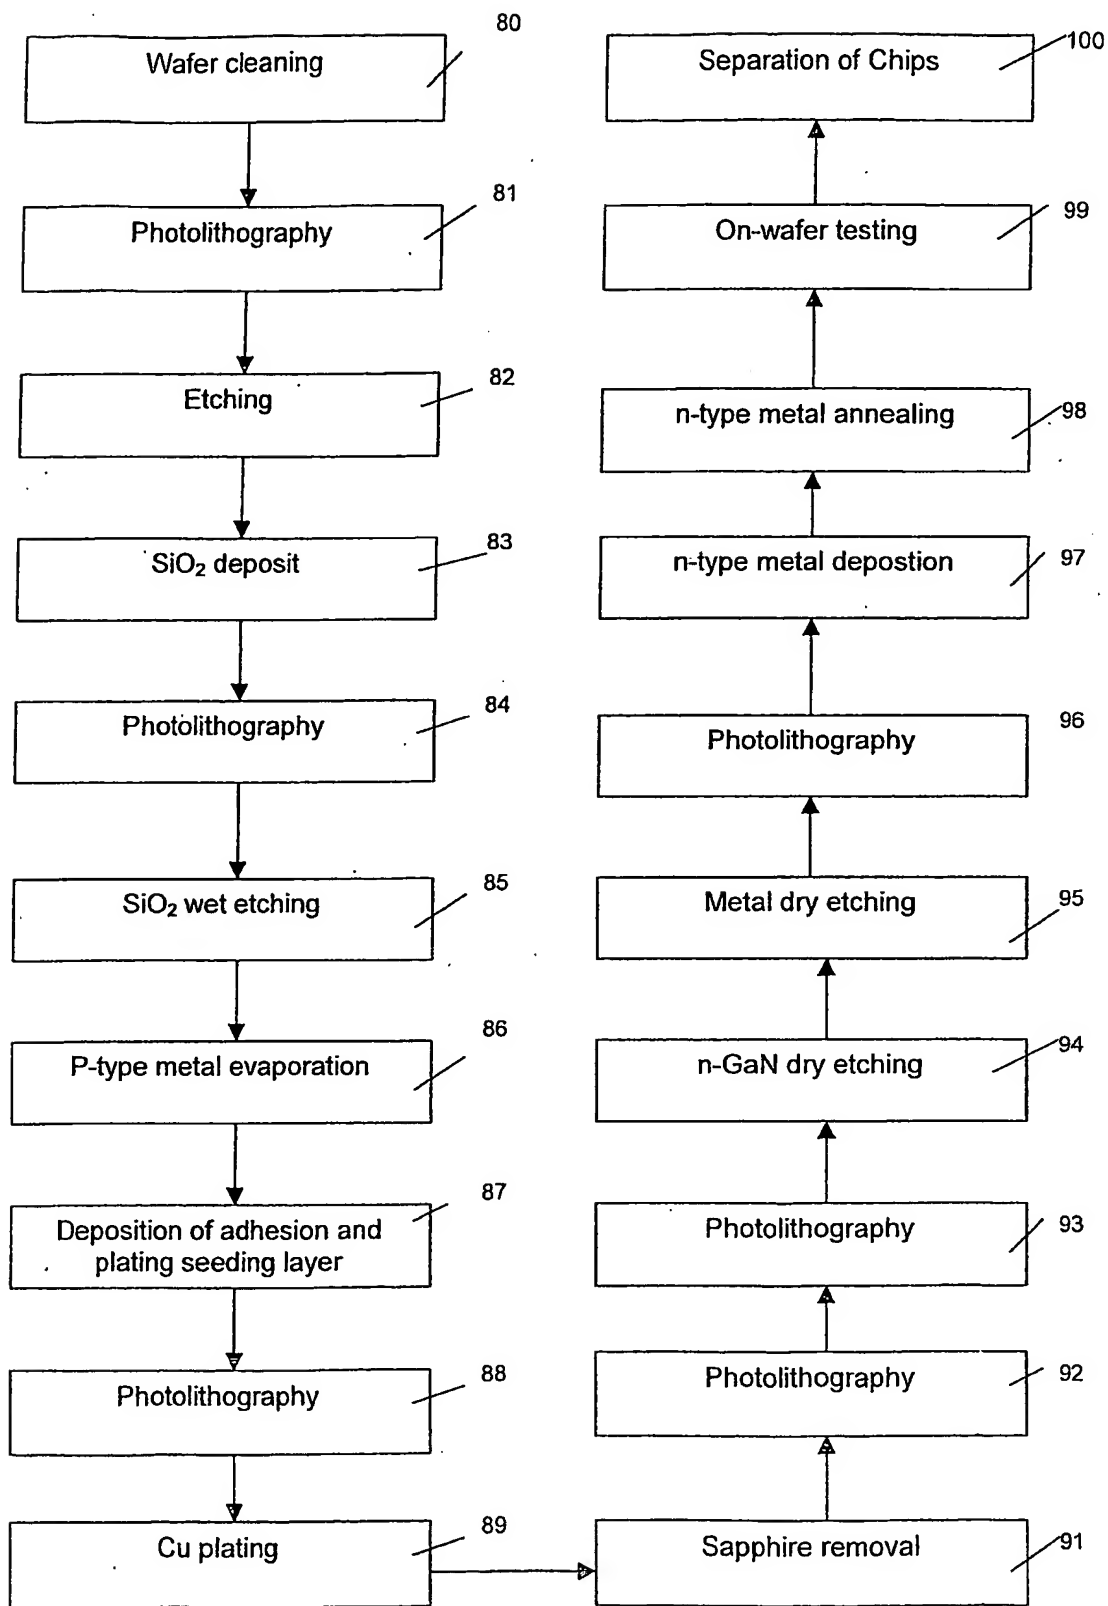 80
Wafer cleaning
81
Photolithography
82
Etching
83
SiO₂ deposit
84
Photolithography
85
SiO₂ wet etching
86
P-type metal evaporation
87
Deposition of adhesion and
plating seeding layer
88
Photolithography
89
Cu plating
91
Sapphire removal
92
Photolithography
93
Photolithography
94
n-GaN dry etching
95
Metal dry etching
96
Photolithography
97
n-type metal depostion
98
n-type metal annealing
99
On-wafer testing
100
Separation of Chips